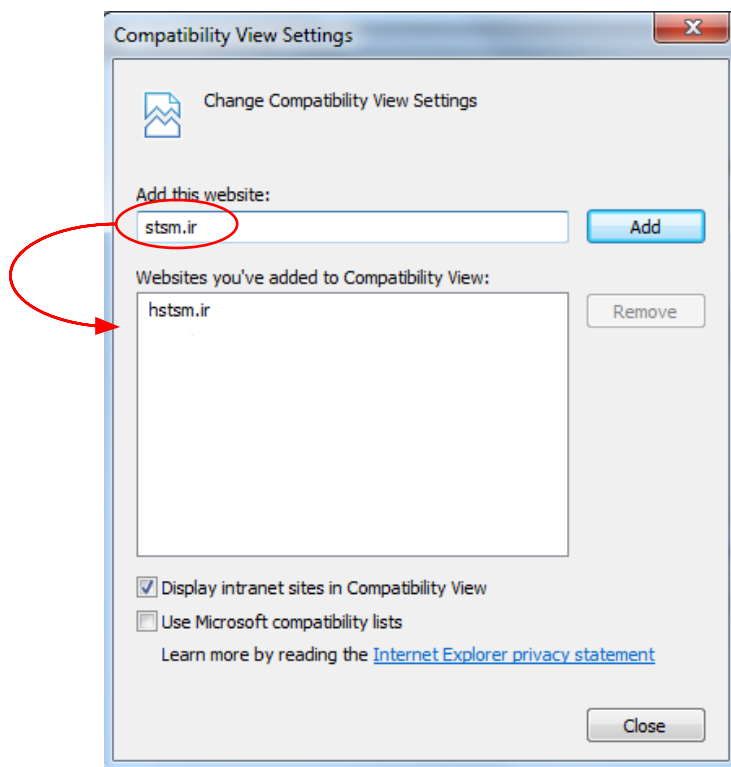 Compatibility View Settings
Change Compatibility View Settings
Add this website:
stsm.ir
Add
Websites you've added to Compatibility View:
hstsm.ir
Remove
Display intranet sites in Compatibility View
Use Microsoft compatibility lists
Learn more by reading the Internet Explorer privacy statement
Close